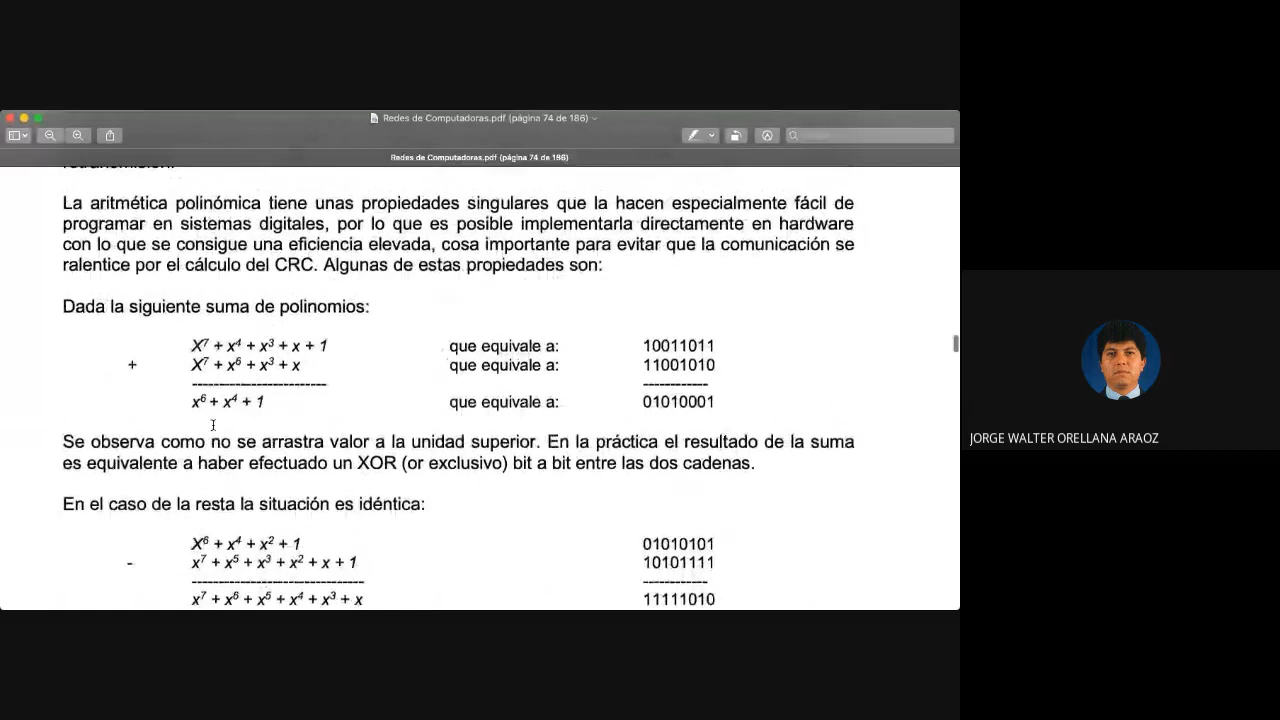 Redes de Computadoras.pdf (página 74 de 186)
Redes de Computadoras.pdf (página 74 de 186)
La aritmética polinómica tiene unas propiedades singulares que la hacen especialmente fácil de
programar en sistemas digitales, por lo que es posible implementarla directamente en hardware
con lo que se consigue una eficiencia elevada, cosa importante para evitar que la comunicación se
ralentice por el cálculo del CRC. Algunas de estas propiedades son:
Dada la siguiente suma de polinomios:
X⁷ + x⁴ + x³ + x + 1 que equivale a: 10011011
+ X⁷ + x⁶ + x³ + x que equivale a: 11001010
--------------------------- ------------
x⁶ + x⁴ + 1 que equivale a: 01010001
Se observa como no se arrastra valor a la unidad superior. En la práctica el resultado de la suma
es equivalente a haber efectuado un XOR (or exclusivo) bit a bit entre las dos cadenas.
En el caso de la resta la situación es idéntica:
X⁶ + x⁴ + x² + 1 01010101
- x⁷ + x⁵ + x³ + x² + x + 1 10101111
---------------------------------- ------------
x⁷ + x⁶ + x⁵ + x⁴ + x³ + x 11111010
JORGE WALTER ORELLANA ARAOZ